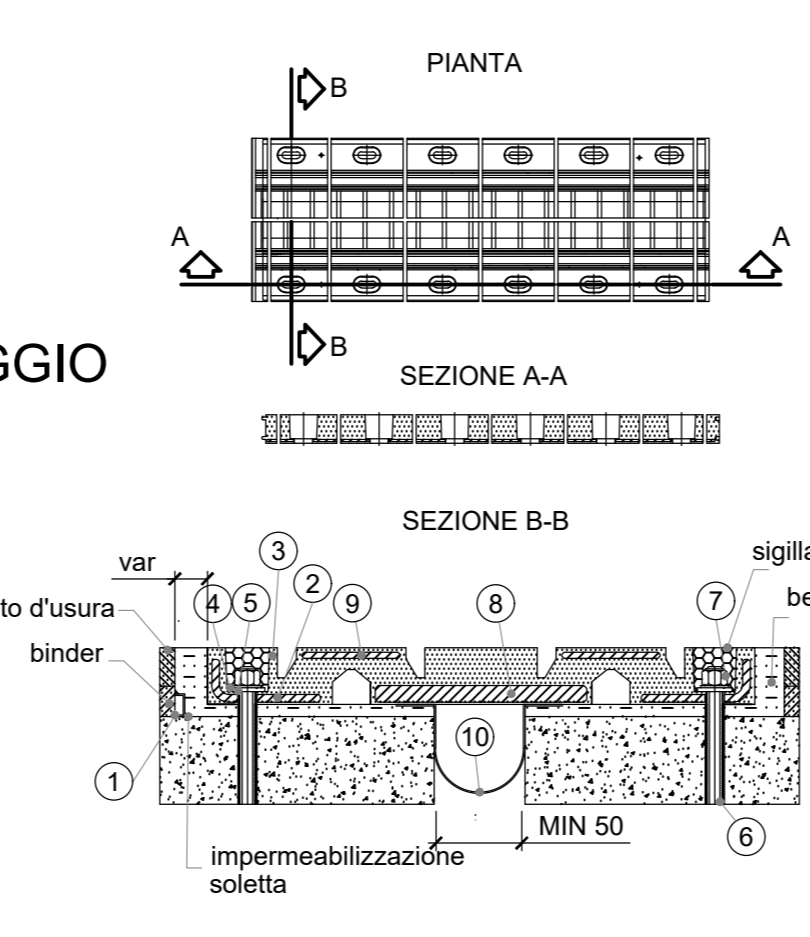 PIANTA
B
A
A
B
GGIO
SEZIONE A-A
SEZIONE B-B
var
3
2
4
5
9
8
7
sigilla
to d'usura
be
binder
10
1
MIN 50
6
impermeabilizzazione
soletta